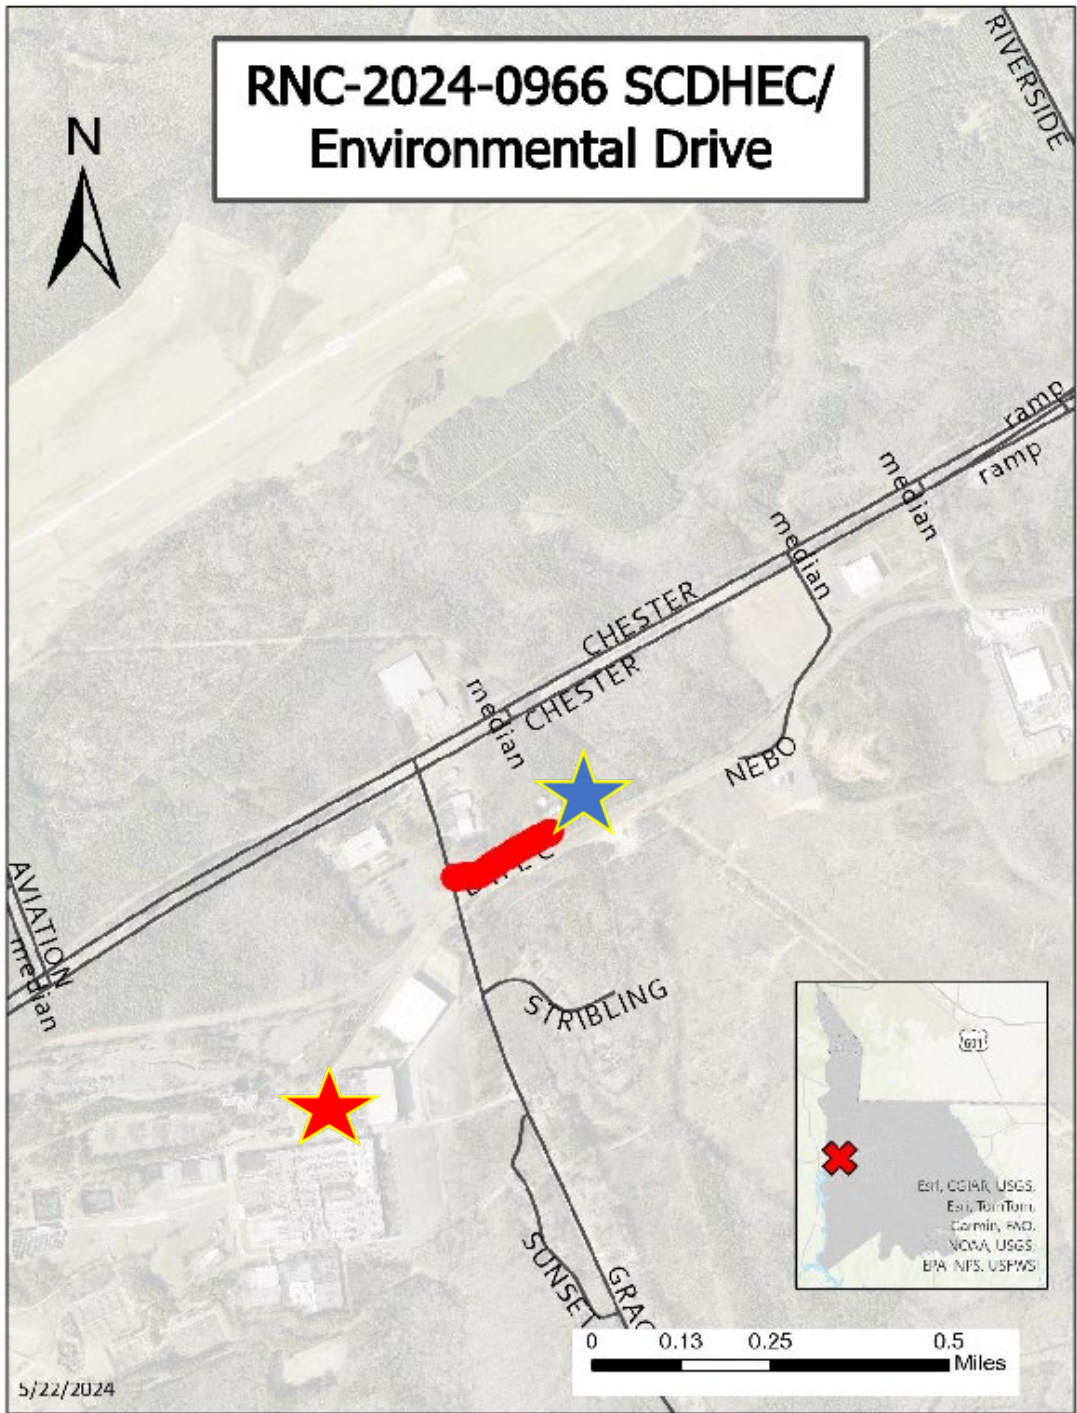 RNC-2024-0966 SCDHEC/
Environmental Drive
N
RIVERSIDE
ramp
ramp
median
median
CHESTER
CHESTER
median
NEBO
AVIATION
median
STRIBLING
SUNSET
GRAC
601
Esri, CGIAR, USGS,
Esri, TomTom,
Garmin, FAO,
NOAA, USGS,
EPA, NPS, USFWS
0 0.13 0.25 0.5
Miles
5/22/2024